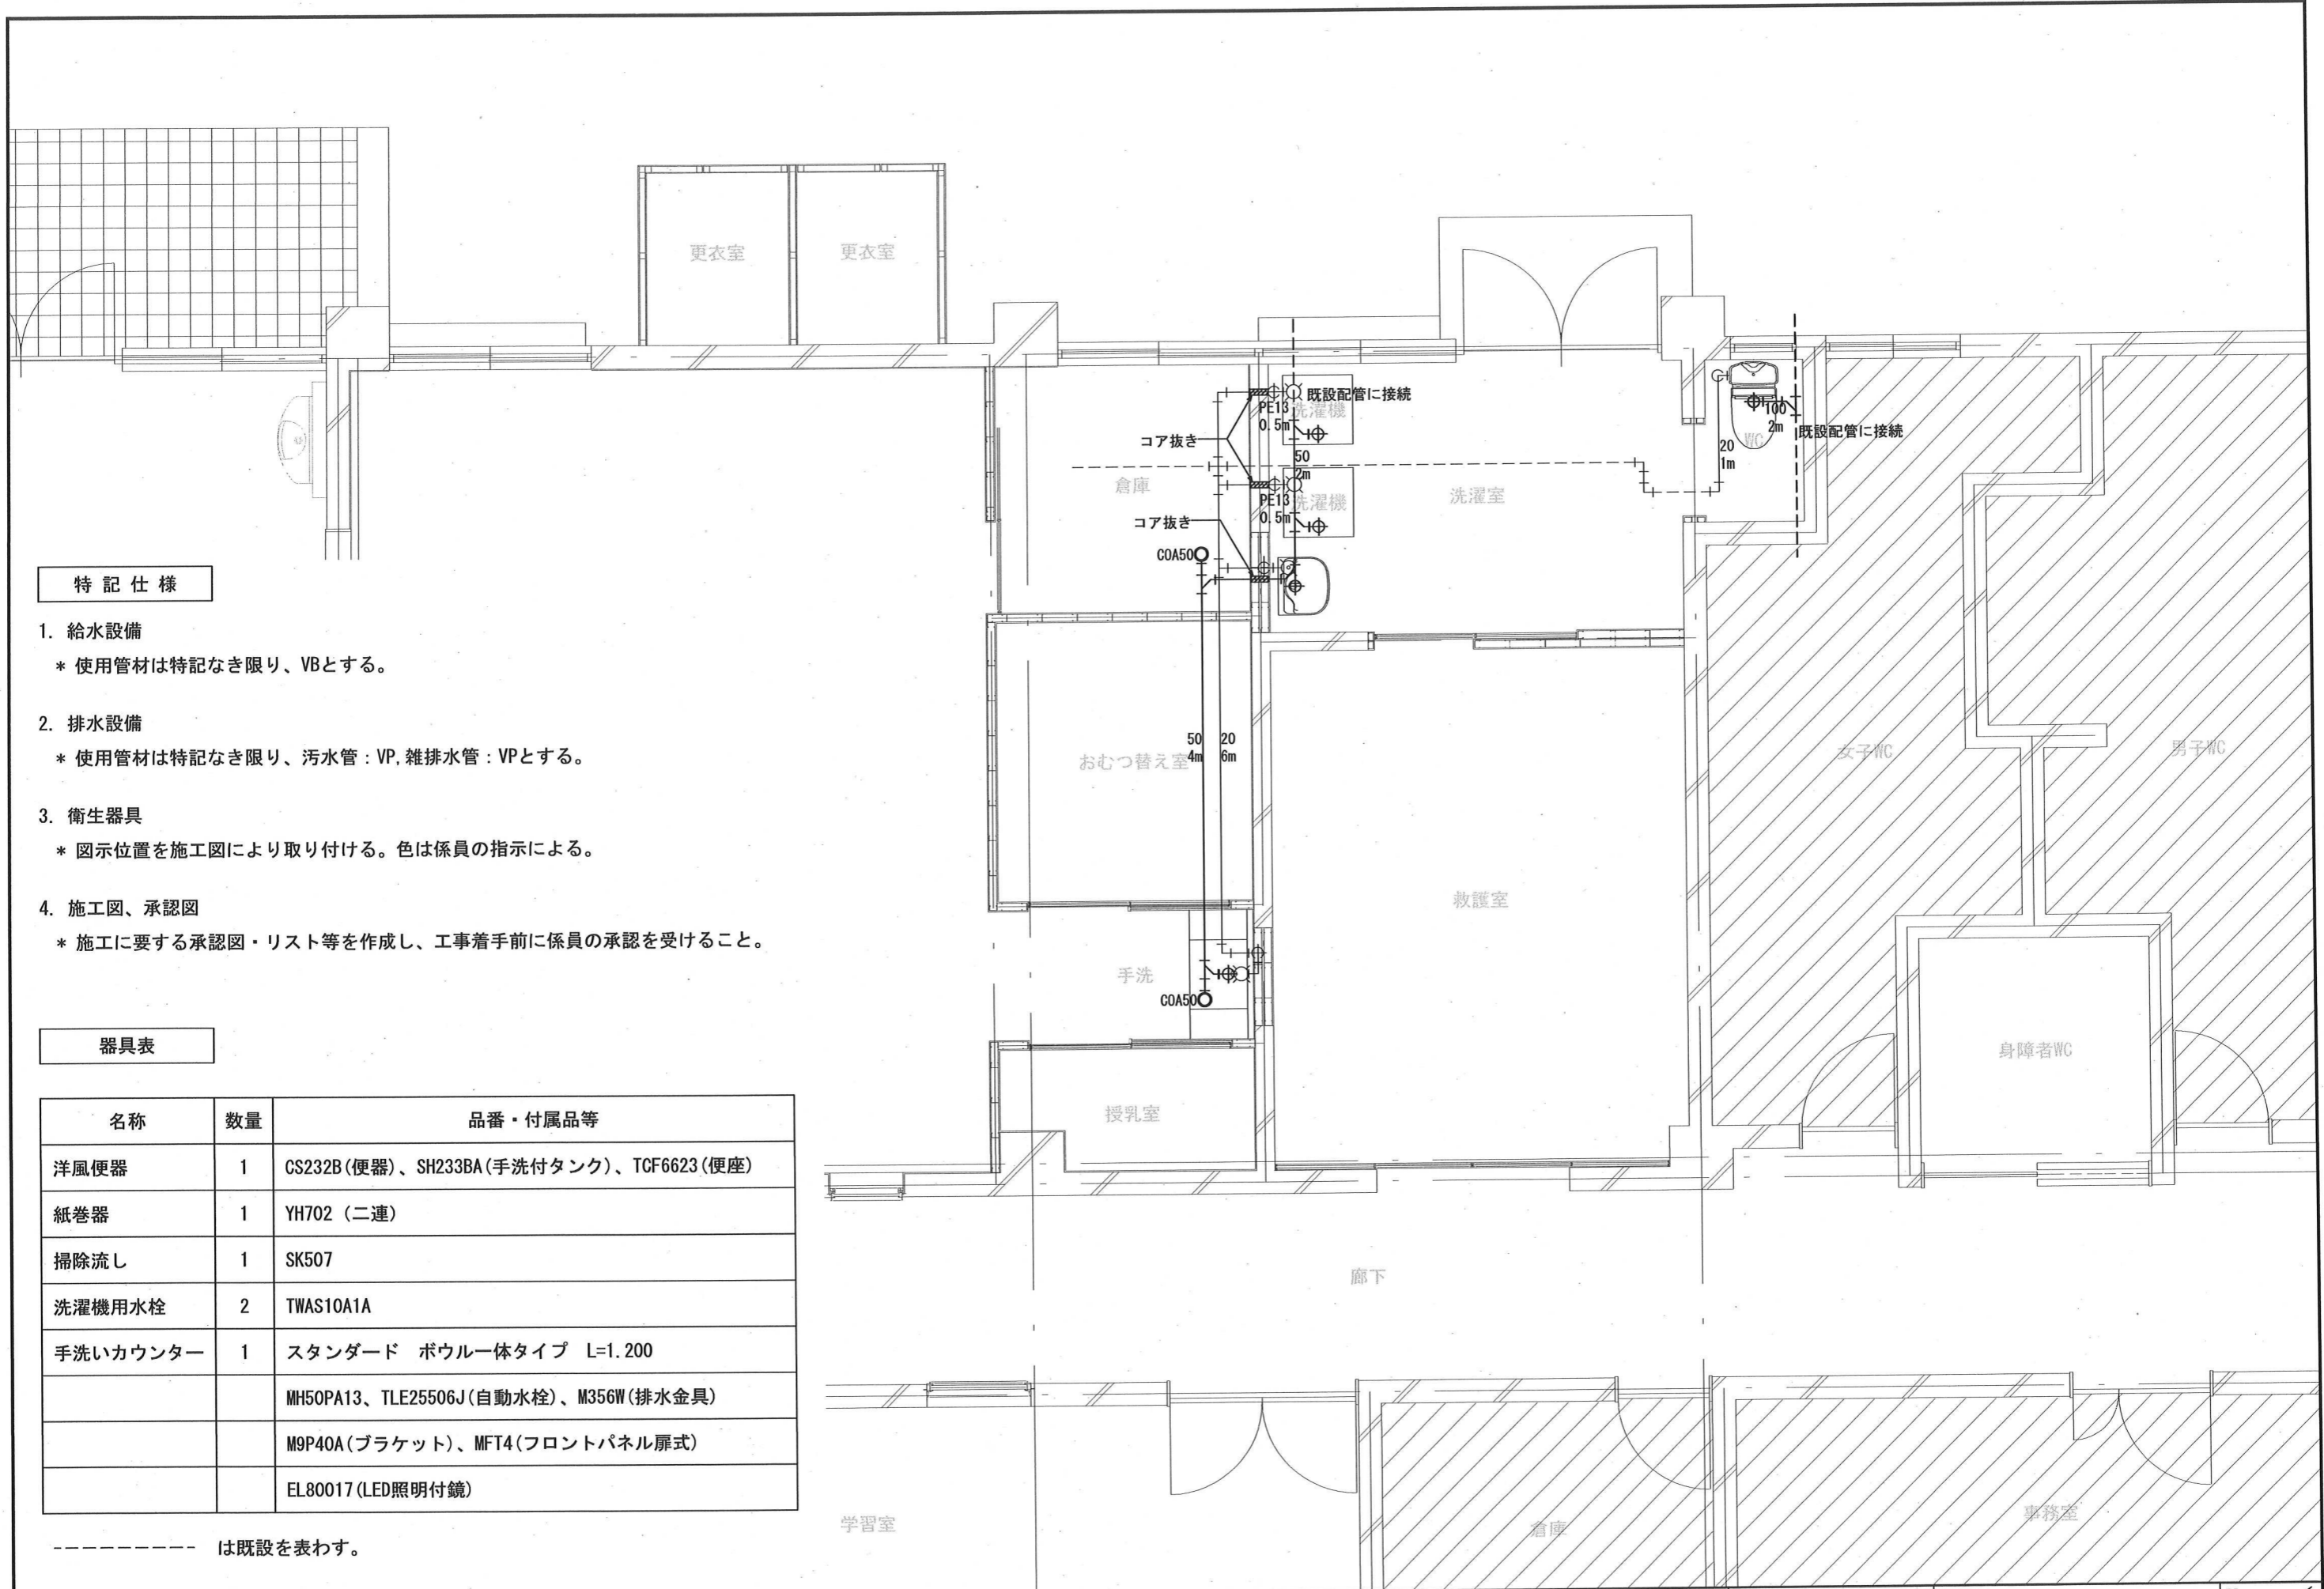 更衣室
更衣室
既設配管に接続
PE13
0.5m
洗濯機
コア抜き
50
2m
倉庫
PE13
0.5m
洗濯機
洗濯室
コア抜き
COA50
100
2m
既設配管に接続
WC
20
1m
特記仕様
1. 給水設備
* 使用管材は特記なき限り、VBとする。
2. 排水設備
* 使用管材は特記なき限り、汚水管：VP,雑排水管：VPとする。
3. 衛生器具
* 図示位置を施工図により取り付ける。色は係員の指示による。
4. 施工図、承認図
* 施工に要する承認図・リスト等を作成し、工事着手前に係員の承認を受けること。
おむつ替え室
50
4m
20
6m
女子WC
男子WC
救護室
手洗
COA50
身障者WC
授乳室
廊下
学習室
倉庫
事務室
器具表
名称 数量 品番・付属品等
洋風便器 1 CS232B(便器)、SH233BA(手洗付タンク)、TCF6623(便座)
紙巻器 1 YH702 (二連)
掃除流し 1 SK507
洗濯機用水栓 2 TWAS10A1A
手洗いカウンター 1 スタンダード ボウル一体タイプ L=1.200
MH50PA13、TLE25506J(自動水栓)、M356W(排水金具)
M9P40A(ブラケット)、MFT4(フロントパネル扉式)
EL80017(LED照明付鏡)
は既設を表わす。